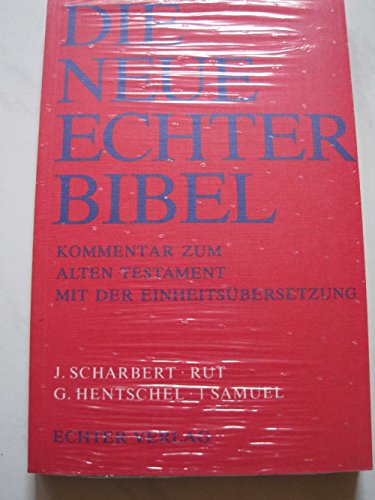 DIE
NEUE
ECHTER
BIBEL
KOMMENTAR ZUM
ALTEN TESTAMENT
MIT DER EINHEITSÜBERSETZUNG
J. SCHARBERT · RUT
G. HENTSCHEL · 1 SAMUEL
ECHTER VERLAG